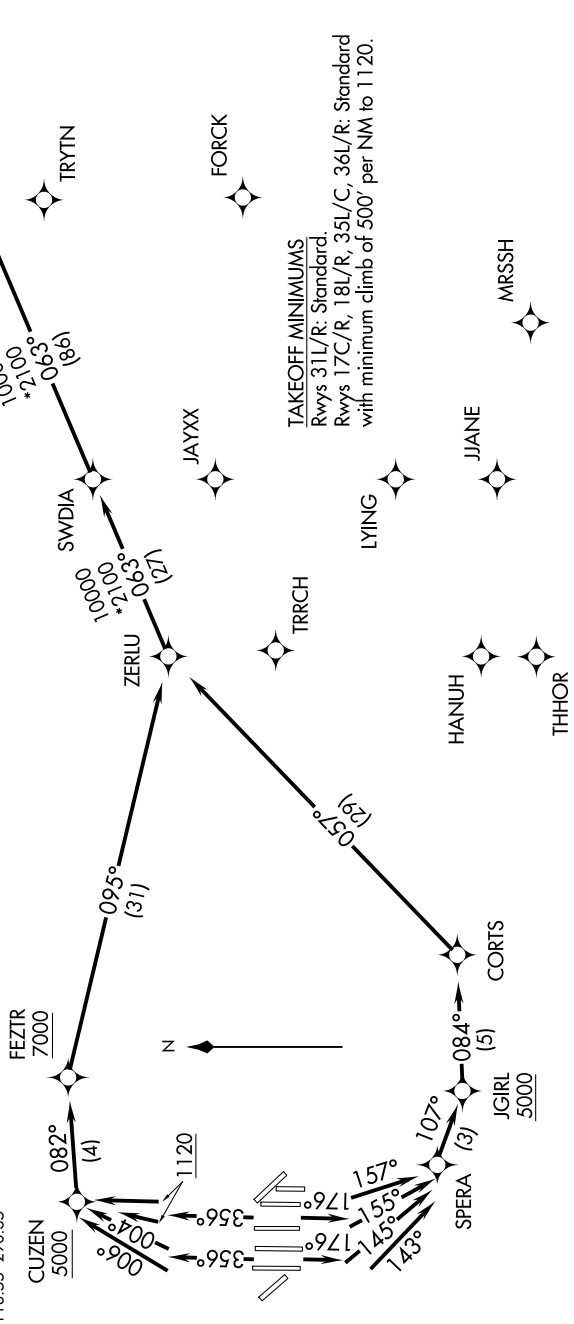 TRYTN
FORCK
063°
(86)
*2100
TAKEOFF MINIMUMS
Rwys 31L/R: Standard.
Rwys 17C/R, 18L/R, 35L/C, 36L/R: Standard
with minimum climb of 500' per NM to 1120.
MRSSH
SWDIA
JAYXX
LYING
JJANE
10000
*2100
063°
(27)
ZERLU
TRRCH
HANUH
THHOR
095°
(31)
057°
(29)
FEZTR
7000
N
CORTS
082°
(4)
084°
(5)
JGIRL
5000
107°
(3)
SPERA
CUZEN
5000
1120
004°
006°
356°
356°
176°
176°
157°
155°
145°
143°